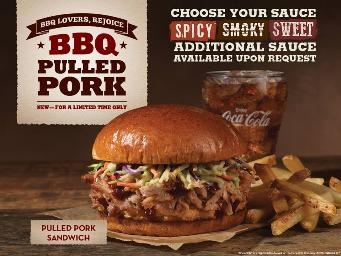 BBQ LOVERS, REJOICE
BBQ
PULLED
PORK
NEW—FOR A LIMITED TIME ONLY
CHOOSE YOUR SAUCE
SPICY SMOKY SWEET
ADDITIONAL SAUCE
AVAILABLE UPON REQUEST
Drink
Coca-Cola
PULLED PORK
SANDWICH